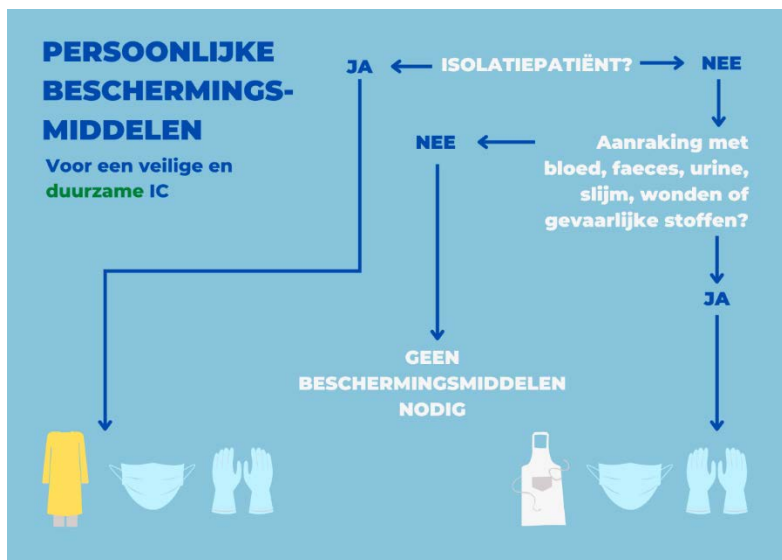 PERSOONLIJKE
BESCHERMINGS-
MIDDELEN
Voor een veilige en
duurzame IC
JA
ISOLATIEPATIËNT?
NEE
NEE
Aanraking met
bloed, faeces, urine,
slijm, wonden of
gevaarlijke stoffen?
JA
GEEN
BESCHERMINGSMIDDELEN
NODIG